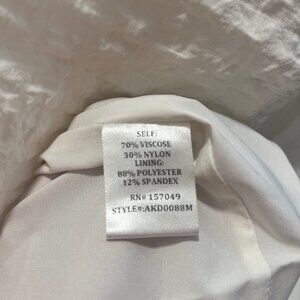 SELF:
70% VISCOSE
30% NYLON
LINING:
88% POLYESTER
12% SPANDEX
RN# 157049
STYLE#:AKD0088M